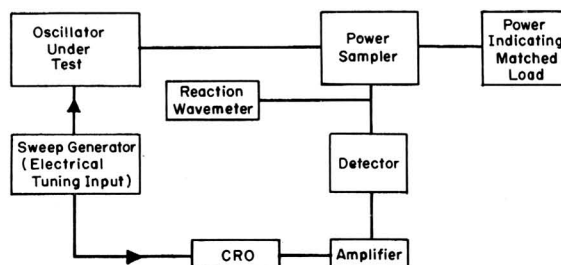 Oscillator
Under
Test
Power
Sampler
Power
Indicating
Matched
Load
Reaction
Wavemeter
Sweep Generator
(Electrical
Tuning Input)
Detector
CRO
Amplifier